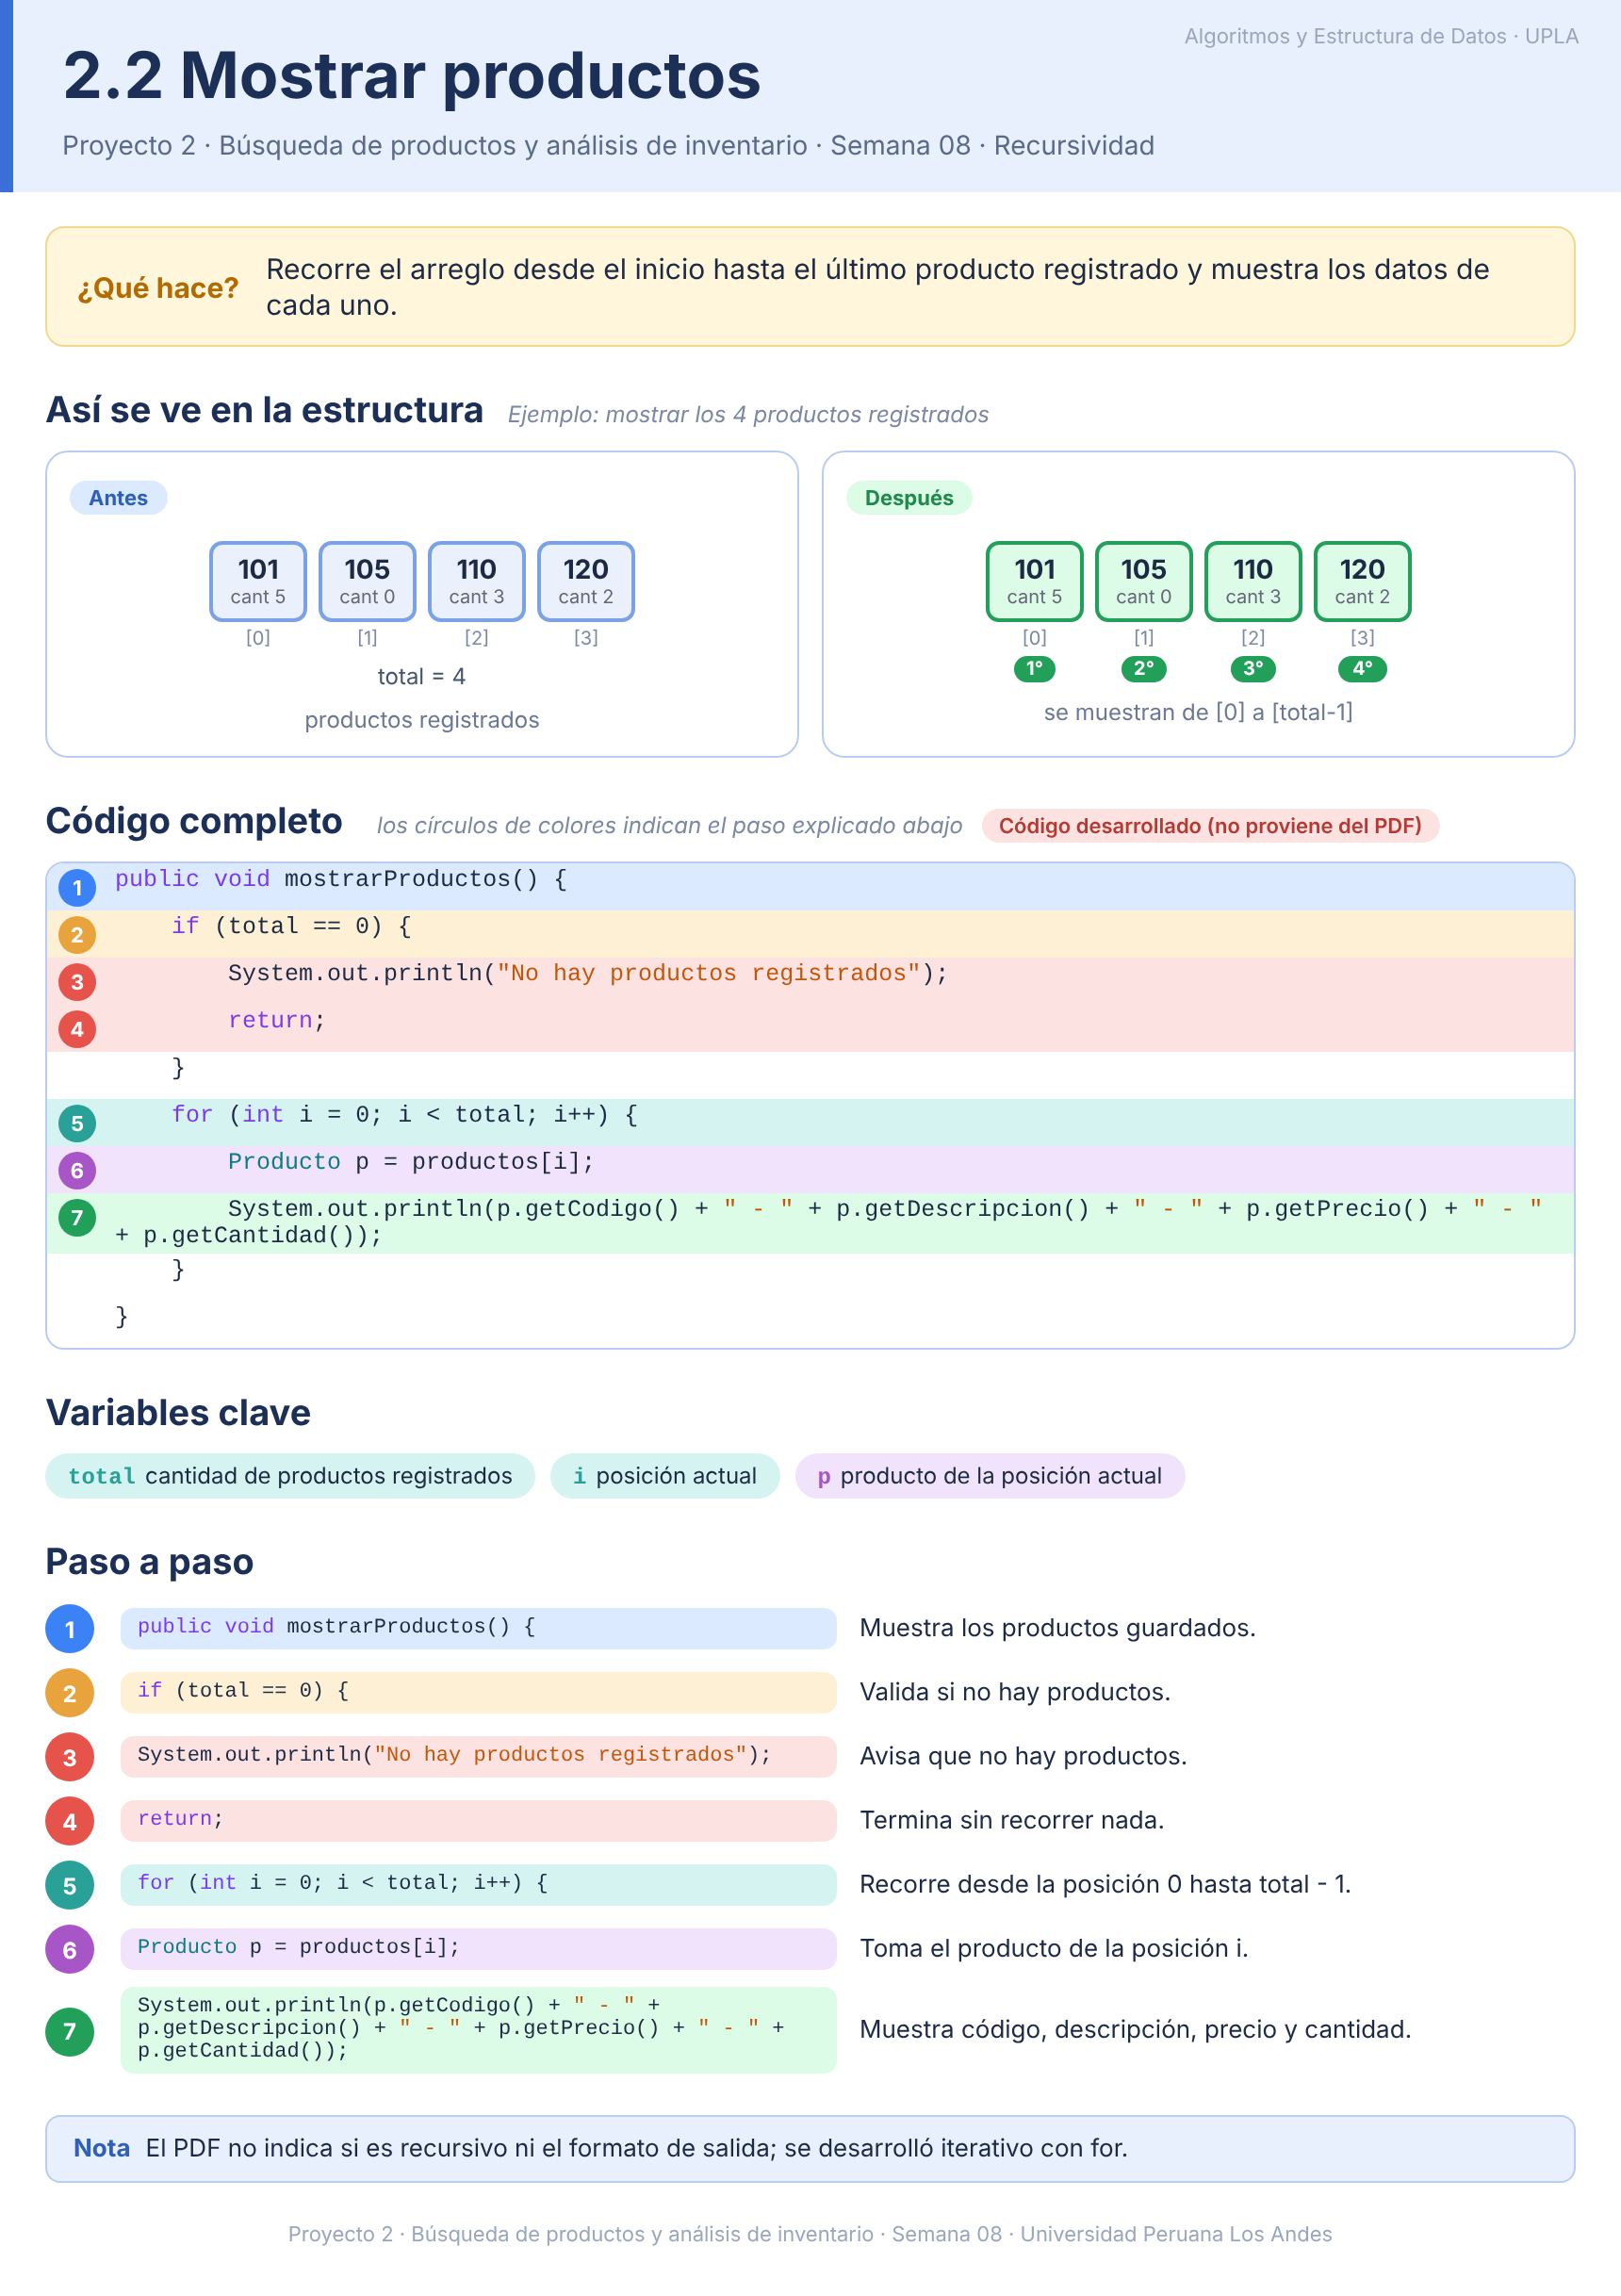 Algoritmos y Estructura de Datos · UPLA
2.2 Mostrar productos
Proyecto 2 · Búsqueda de productos y análisis de inventario · Semana 08 · Recursividad
¿Qué hace?
Recorre el arreglo desde el inicio hasta el último producto registrado y muestra los datos de
cada uno.
Así se ve en la estructura Ejemplo: mostrar los 4 productos registrados
Antes
101 105 110 120
cant 5 cant 0 cant 3 cant 2
[0] [1] [2] [3]
total = 4
productos registrados
Después
101 105 110 120
cant 5 cant 0 cant 3 cant 2
[0] [1] [2] [3]
1° 2° 3° 4°
se muestran de [0] a [total-1]
Código completo los círculos de colores indican el paso explicado abajo Código desarrollado (no proviene del PDF)
1 public void mostrarProductos() {
2     if (total == 0) {
3         System.out.println("No hay productos registrados");
4         return;
    }
5     for (int i = 0; i < total; i++) {
6         Producto p = productos[i];
7         System.out.println(p.getCodigo() + " - " + p.getDescripcion() + " - " + p.getPrecio() + " - "
+ p.getCantidad());
    }
}
Variables clave
total cantidad de productos registrados i posición actual p producto de la posición actual
Paso a paso
1 public void mostrarProductos() { Muestra los productos guardados.
2 if (total == 0) { Valida si no hay productos.
3 System.out.println("No hay productos registrados"); Avisa que no hay productos.
4 return; Termina sin recorrer nada.
5 for (int i = 0; i < total; i++) { Recorre desde la posición 0 hasta total - 1.
6 Producto p = productos[i]; Toma el producto de la posición i.
7 System.out.println(p.getCodigo() + " - " +
p.getDescripcion() + " - " + p.getPrecio() + " - " +
p.getCantidad());
Muestra código, descripción, precio y cantidad.
Nota El PDF no indica si es recursivo ni el formato de salida; se desarrolló iterativo con for.
Proyecto 2 · Búsqueda de productos y análisis de inventario · Semana 08 · Universidad Peruana Los Andes